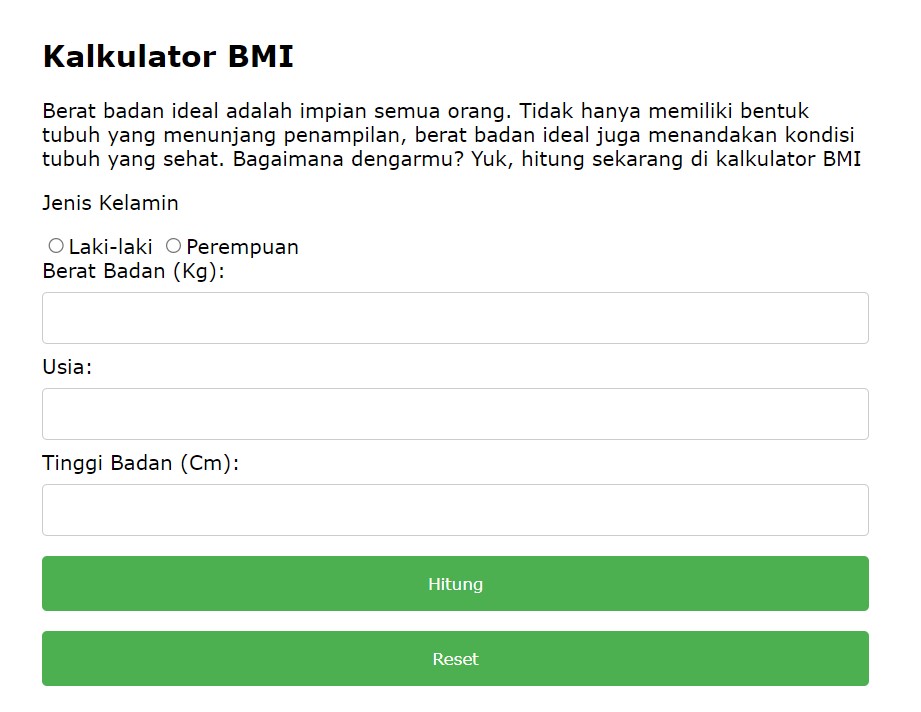 Kalkulator BMI
Berat badan ideal adalah impian semua orang. Tidak hanya memiliki bentuk
tubuh yang menunjang penampilan, berat badan ideal juga menandakan kondisi
tubuh yang sehat. Bagaimana dengarmu? Yuk, hitung sekarang di kalkulator BMI
Jenis Kelamin
Laki-laki Perempuan
Berat Badan (Kg):
Usia:
Tinggi Badan (Cm):
Hitung
Reset